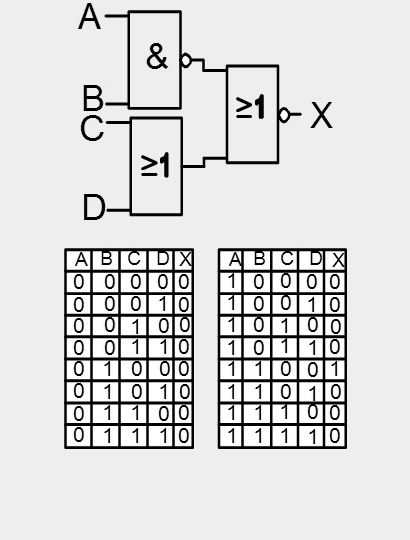 A
&
B
C
≥1
≥1
X
D
A B C D X
0 0 0 0 0
0 0 0 1 0
0 0 1 0 0
0 0 1 1 0
0 1 0 0 0
0 1 0 1 0
0 1 1 0 0
0 1 1 1 0
A B C D X
1 0 0 0 0
1 0 0 1 0
1 0 1 0 0
1 0 1 1 0
1 1 0 0 1
1 1 0 1 0
1 1 1 0 0
1 1 1 1 0